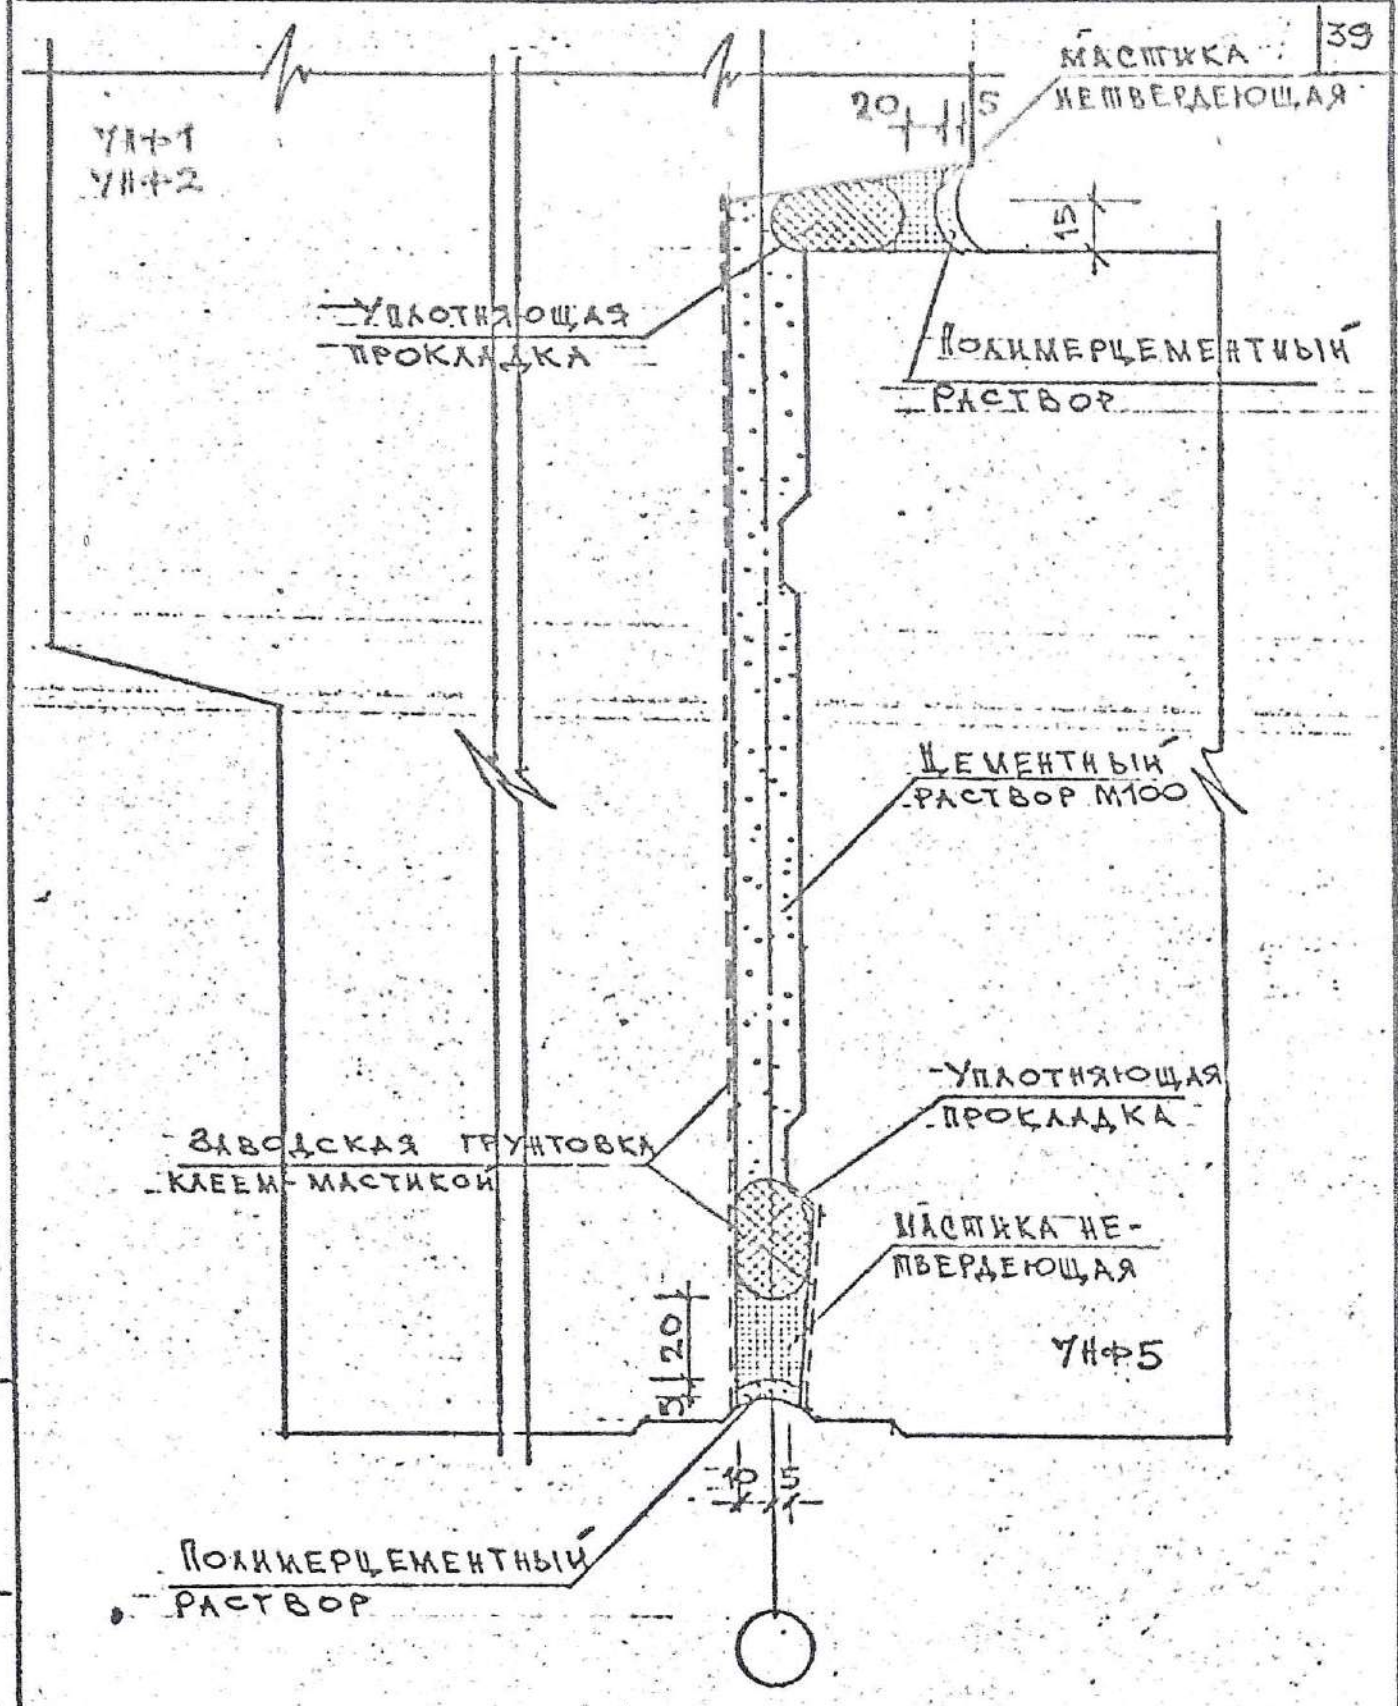 39
МАСТИКА
НЕТВЕРДЕЮЩАЯ
20 5
УНФ1
УНФ2
15
УПЛОТНЯЮЩАЯ
ПРОКЛАДКА
ПОЛИМЕРЦЕМЕНТНЫЙ
РАСТВОР
ЦЕМЕНТНЫЙ
РАСТВОР М100
УПЛОТНЯЮЩАЯ
ПРОКЛАДКА
ЗАВОДСКАЯ ГРУНТОВКА
КЛЕЕМ-МАСТИКОЙ
МАСТИКА НЕ-
ТВЕРДЕЮЩАЯ
5 20
УНФ5
10 5
ПОЛИМЕРЦЕМЕНТНЫЙ
РАСТВОР